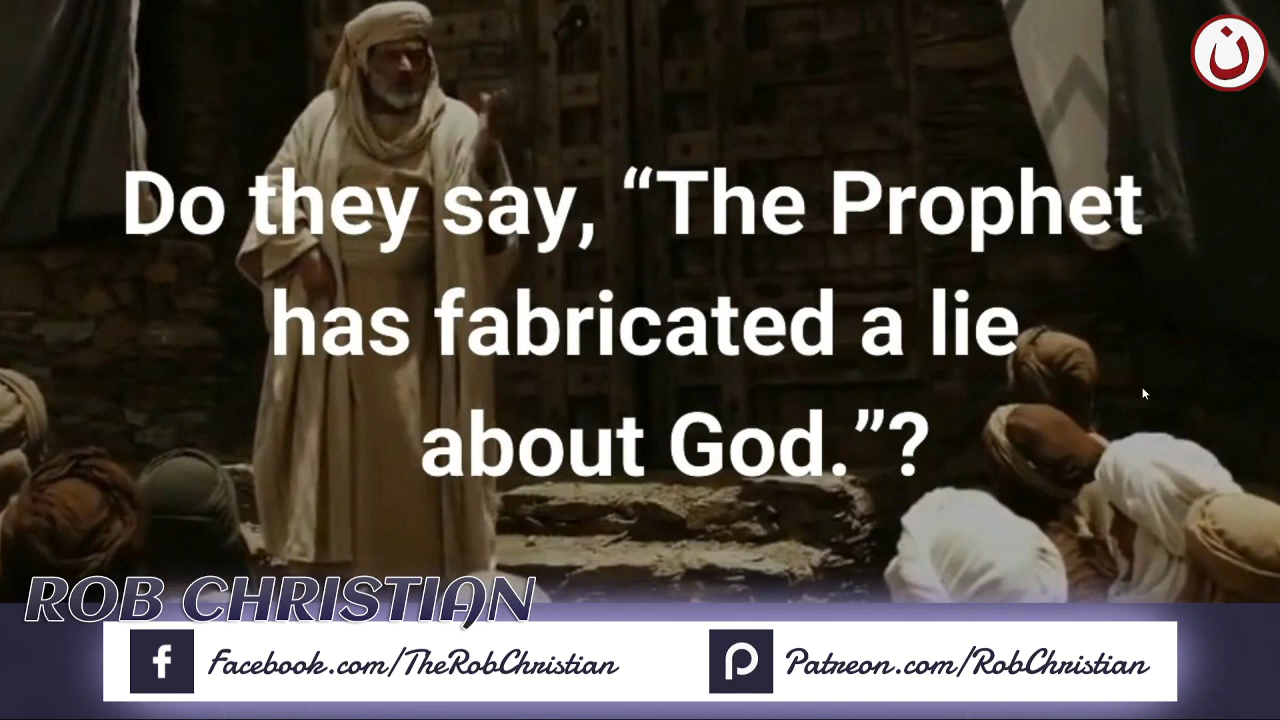 ن
Do they say, “The Prophet
has fabricated a lie
about God.”?
ROB CHRISTIAN
facebook.com/TheRobChristian
Patreon.com/RobChristian